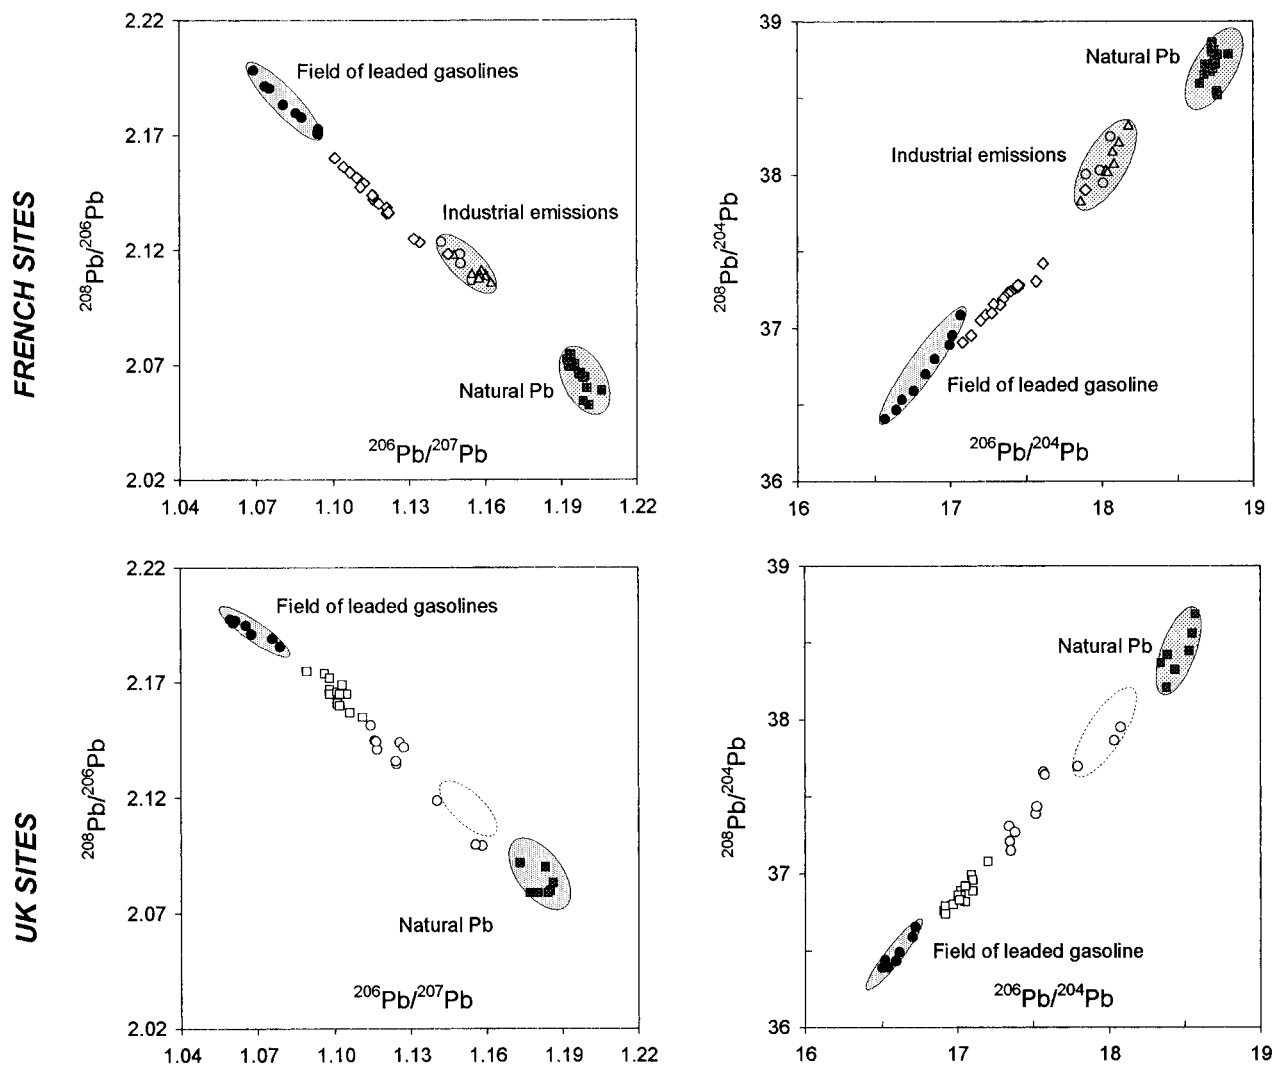 FRENCH SITES
2.22
2.17
2.12
2.07
2.02
²⁰⁸Pb/²⁰⁶Pb
Field of leaded gasolines
Industrial emissions
Natural Pb
²⁰⁶Pb/²⁰⁷Pb
1.04 1.07 1.10 1.13 1.16 1.19 1.22
39
38
37
36
²⁰⁸Pb/²⁰⁴Pb
Natural Pb
Industrial emissions
Field of leaded gasoline
²⁰⁶Pb/²⁰⁴Pb
16 17 18 19
UK SITES
2.22
2.17
2.12
2.07
2.02
²⁰⁸Pb/²⁰⁶Pb
Field of leaded gasolines
Natural Pb
²⁰⁶Pb/²⁰⁷Pb
1.04 1.07 1.10 1.13 1.16 1.19 1.22
39
38
37
36
²⁰⁸Pb/²⁰⁴Pb
Natural Pb
Field of leaded gasoline
²⁰⁶Pb/²⁰⁴Pb
16 17 18 19